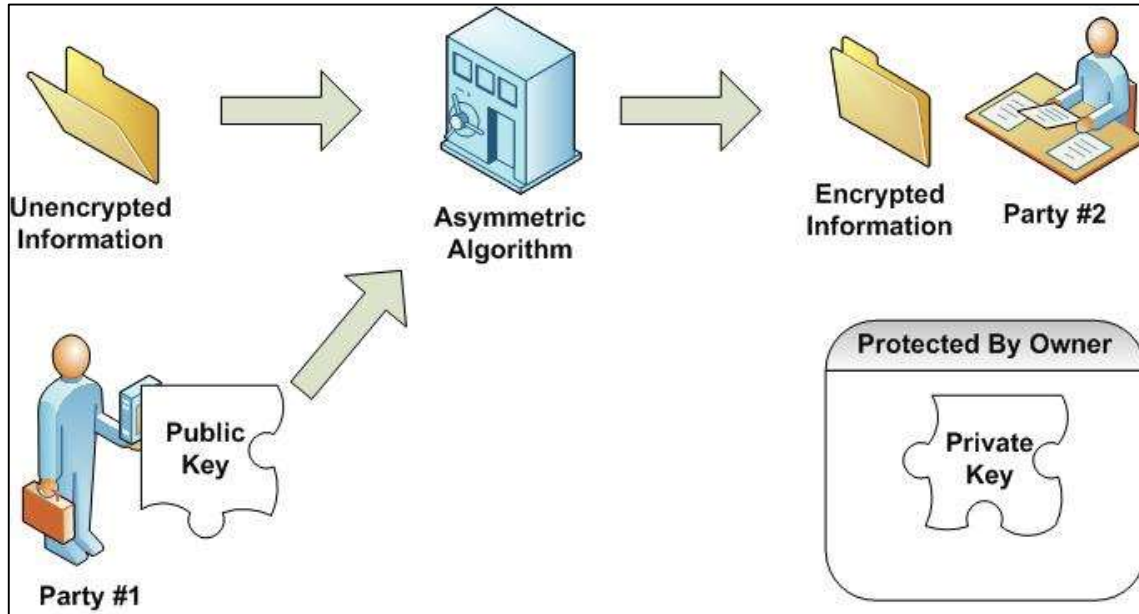 Unencrypted
Information
Asymmetric
Algorithm
Encrypted
Information
Party #2
Public
Key
Party #1
Protected By Owner
Private
Key